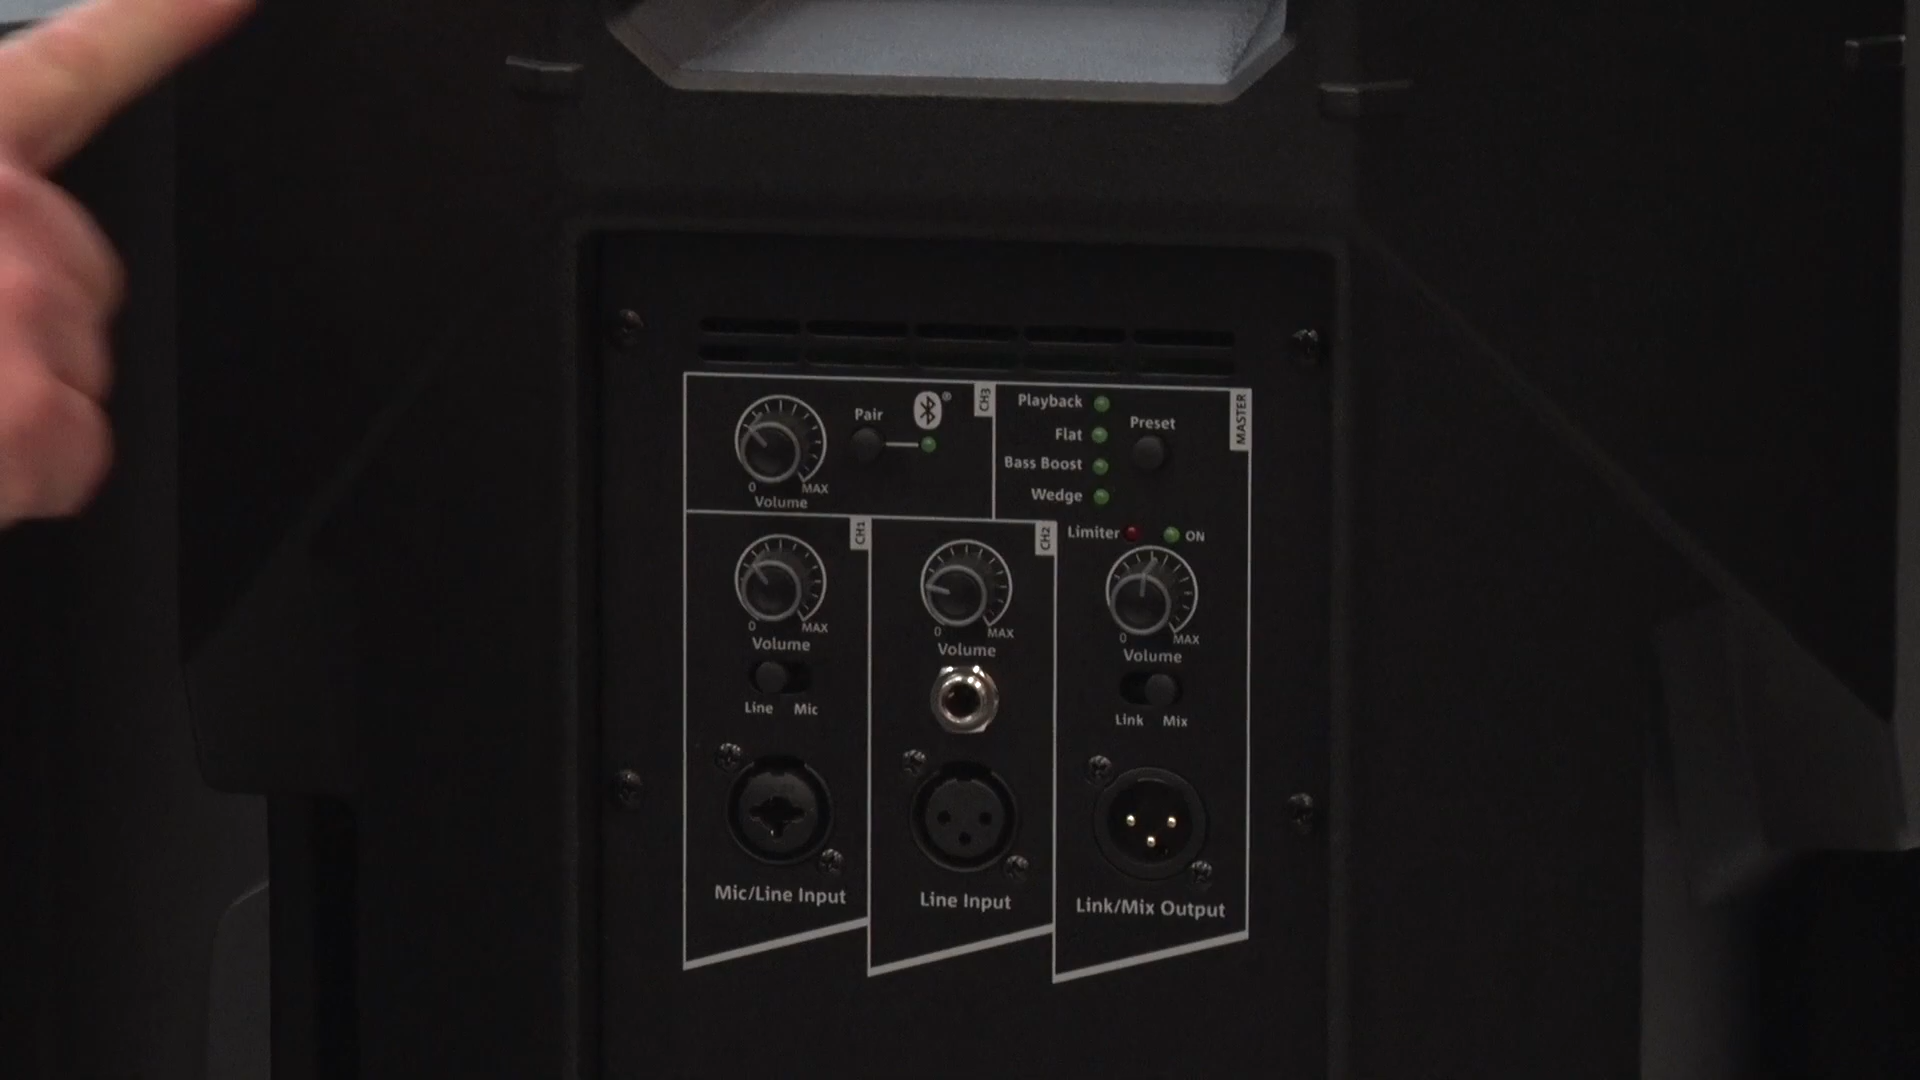 Pair
®
CH3
0 MAX
Volume
Playback
Flat
Bass Boost
Wedge
Preset
MASTER
Limiter
ON
CH1
0 MAX
Volume
Line Mic
Mic/Line Input
CH2
0 MAX
Volume
Line Input
0 MAX
Volume
Link Mix
Link/Mix Output